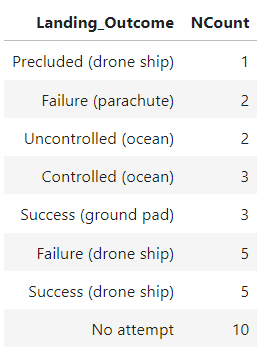 Landing_Outcome NCount
Precluded (drone ship) 1
Failure (parachute) 2
Uncontrolled (ocean) 2
Controlled (ocean) 3
Success (ground pad) 3
Failure (drone ship) 5
Success (drone ship) 5
No attempt 10